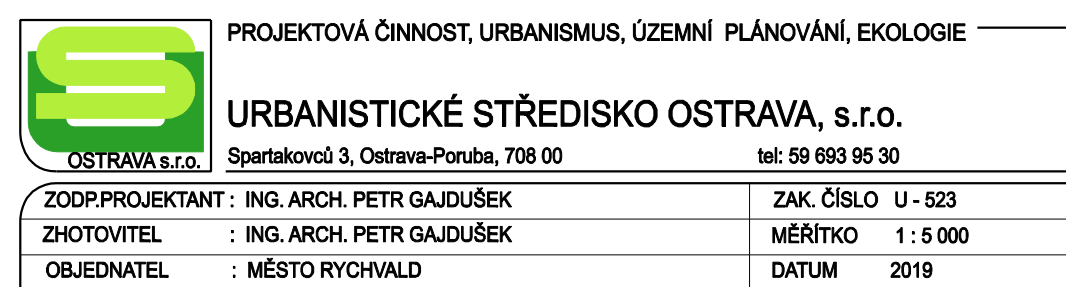 PROJEKTOVÁ ČINNOST, URBANISMUS, ÚZEMNÍ PLÁNOVÁNÍ, EKOLOGIE
URBANISTICKÉ STŘEDISKO OSTRAVA, s.r.o.
OSTRAVA s.r.o.
Spartakovců 3, Ostrava-Poruba, 708 00 tel: 59 693 95 30
ZODP.PROJEKTANT : ING. ARCH. PETR GAJDUŠEK ZAK. ČÍSLO U - 523
ZHOTOVITEL : ING. ARCH. PETR GAJDUŠEK MĚŘÍTKO 1 : 5 000
OBJEDNATEL : MĚSTO RYCHVALD DATUM 2019